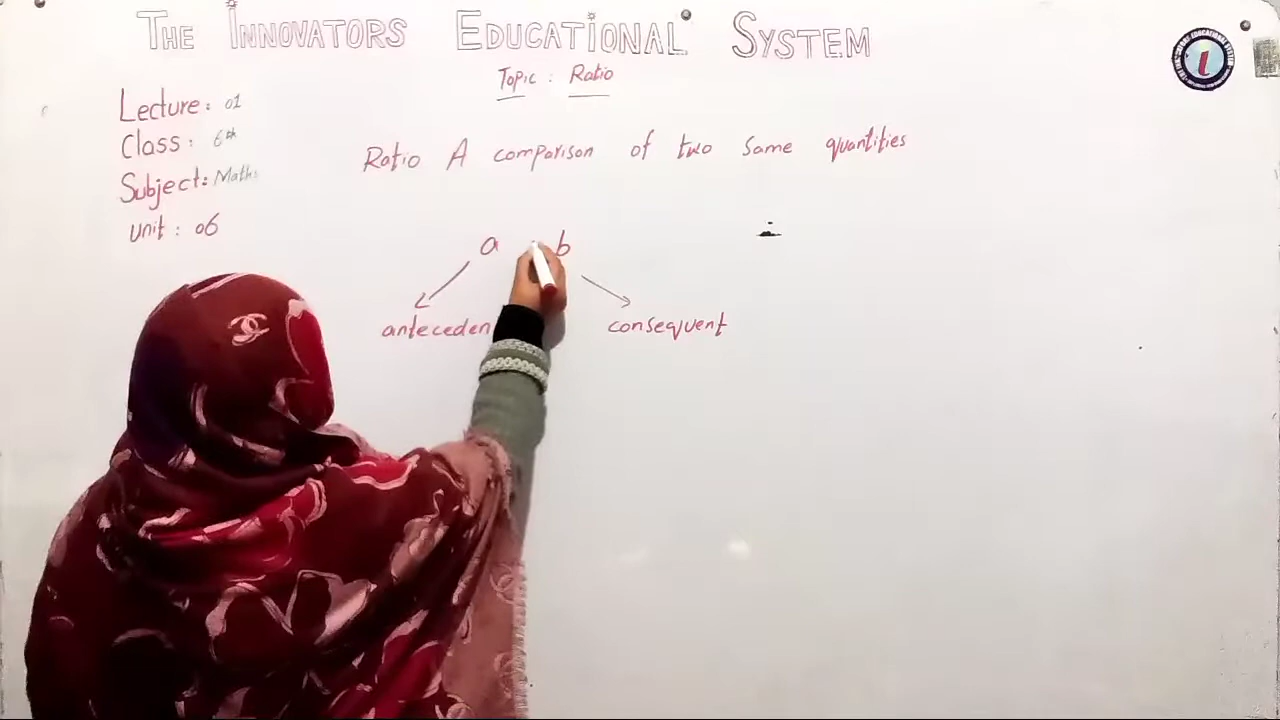 THE INNOVATORS EDUCATIONAL SYSTEM
Topic : Ratio
Lecture: 01
Class: 6th
Subject: Maths
Unit: 06
Ratio A comparison of two same quantities
a b
anteceden
consequent